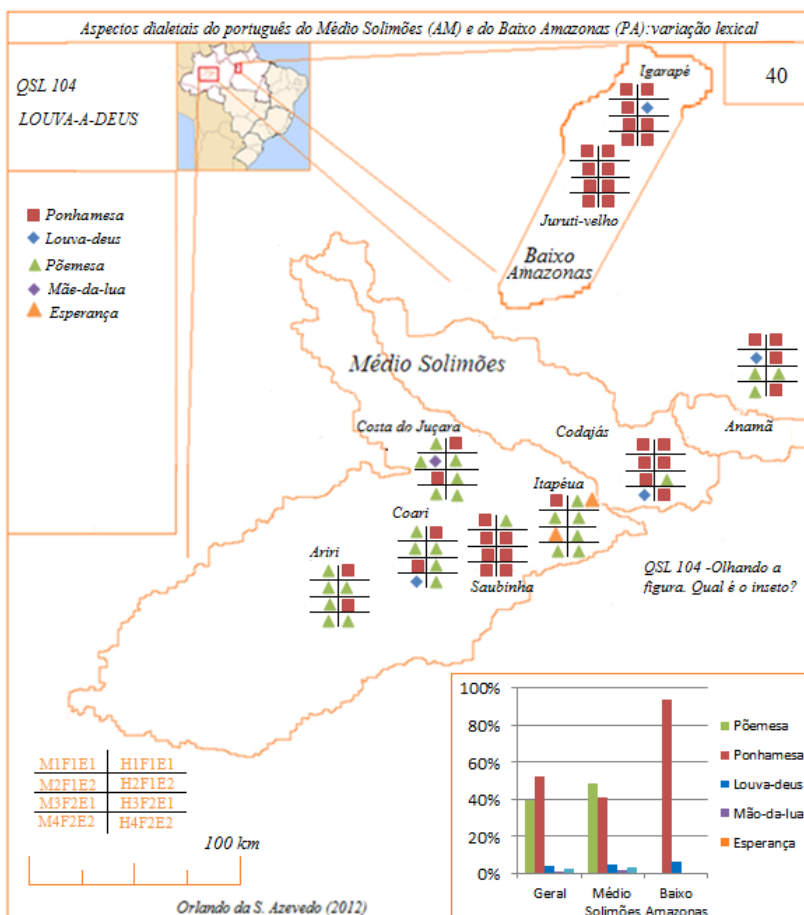 Aspectos dialetais do português do Médio Solimões (AM) e do Baixo Amazonas (PA):variação lexical
QSL 104
LOUVA-A-DEUS
40
Igarapé
Juruti-velho
Baixo
Amazonas
Ponhamesa
Louva-deus
Põemesa
Mãe-da-lua
Esperança
Médio Solimões
Anamã
Costa do Juçara
Codajás
Itapéua
Coari
Saubinha
Ariri
QSL 104 -Olhando a
figura. Qual é o inseto?
M1F1E1 H1F1E1
M2F1E2 H2F1E2
M3F2E1 H3F2E1
M4F2E2 H4F2E2
100 km
Orlando da S. Azevedo (2012)
100%
80%
60%
40%
20%
0%
Geral Médio Baixo
Solimões Amazonas
Põemesa
Ponhamesa
Louva-deus
Mão-da-lua
Esperança